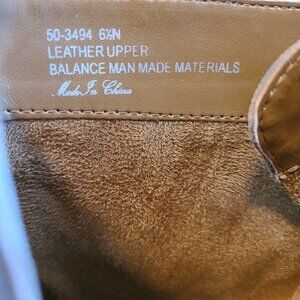 50-3494 6½N
LEATHER UPPER
BALANCE MAN MADE MATERIALS
Made In China